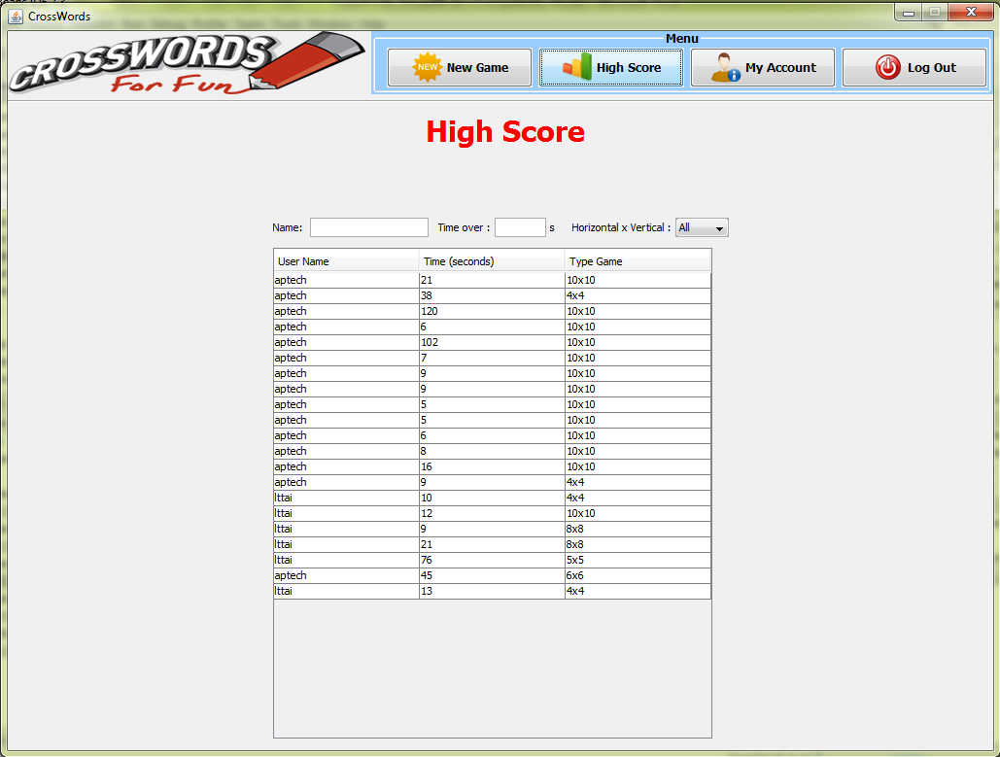 CrossWords
CROSSWORDS
For Fun
Menu
NEW New Game
High Score
My Account
Log Out
High Score
Name: Time over : s Horizontal x Vertical : All
User Name Time (seconds) Type Game
aptech 21 10x10
aptech 38 4x4
aptech 120 10x10
aptech 6 10x10
aptech 102 10x10
aptech 7 10x10
aptech 9 10x10
aptech 9 10x10
aptech 5 10x10
aptech 5 10x10
aptech 6 10x10
aptech 8 10x10
aptech 16 10x10
aptech 9 4x4
lttai 10 4x4
lttai 12 10x10
lttai 9 8x8
lttai 21 8x8
lttai 76 5x5
aptech 45 6x6
lttai 13 4x4